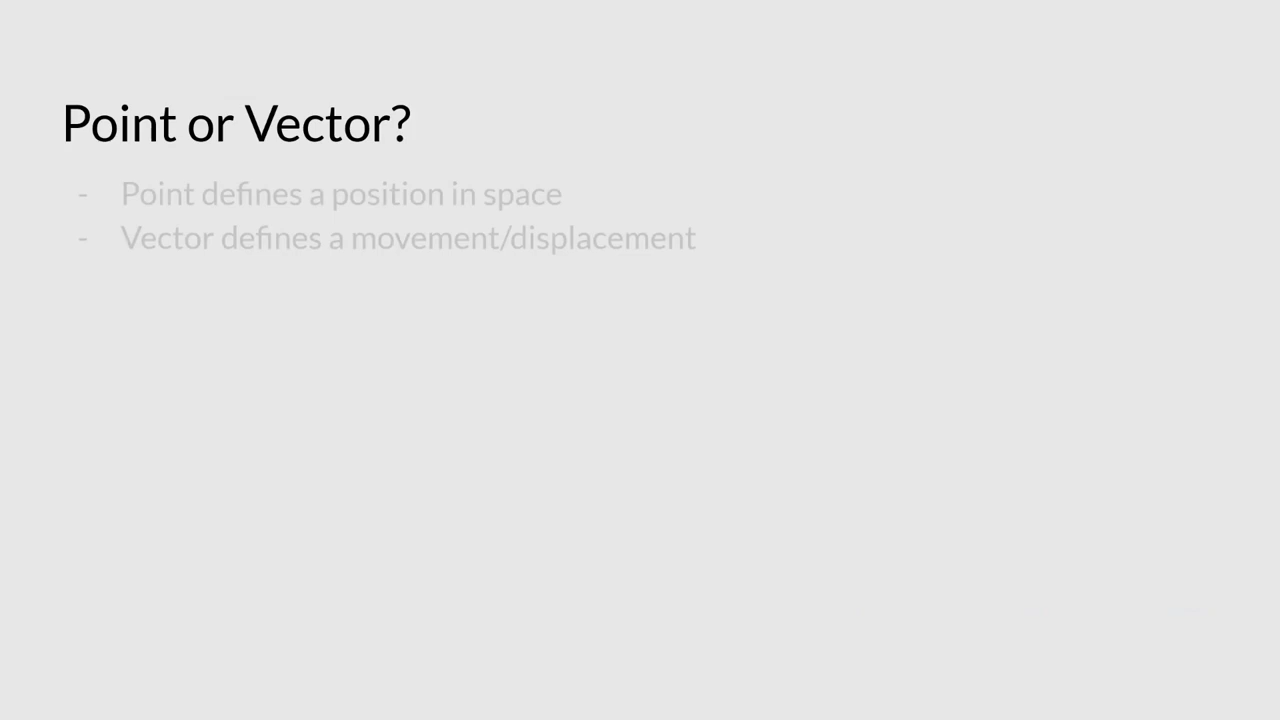 Point or Vector?
- Point defines a position in space
- Vector defines a movement/displacement